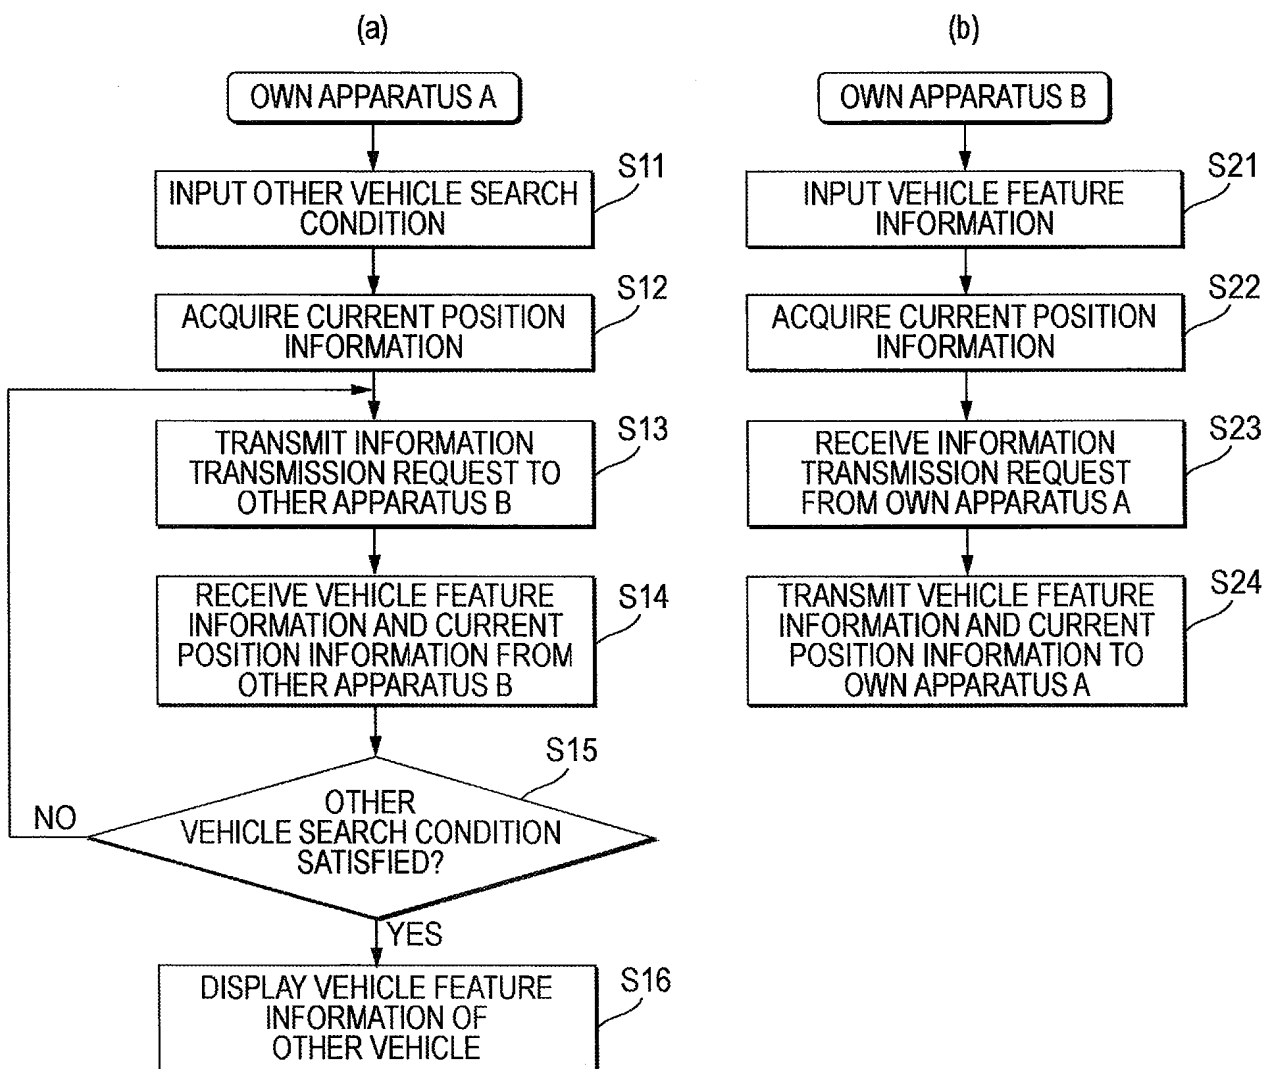 (a)
OWN APPARATUS A
S11
INPUT OTHER VEHICLE SEARCH
CONDITION
S12
ACQUIRE CURRENT POSITION
INFORMATION
S13
TRANSMIT INFORMATION
TRANSMISSION REQUEST TO
OTHER APPARATUS B
S14
RECEIVE VEHICLE FEATURE
INFORMATION AND CURRENT
POSITION INFORMATION FROM
OTHER APPARATUS B
S15
OTHER
VEHICLE SEARCH CONDITION
SATISFIED?
NO
YES
S16
DISPLAY VEHICLE FEATURE
INFORMATION OF
OTHER VEHICLE
(b)
OWN APPARATUS B
S21
INPUT VEHICLE FEATURE
INFORMATION
S22
ACQUIRE CURRENT POSITION
INFORMATION
S23
RECEIVE INFORMATION
TRANSMISSION REQUEST
FROM OWN APPARATUS A
S24
TRANSMIT VEHICLE FEATURE
INFORMATION AND CURRENT
POSITION INFORMATION TO
OWN APPARATUS A